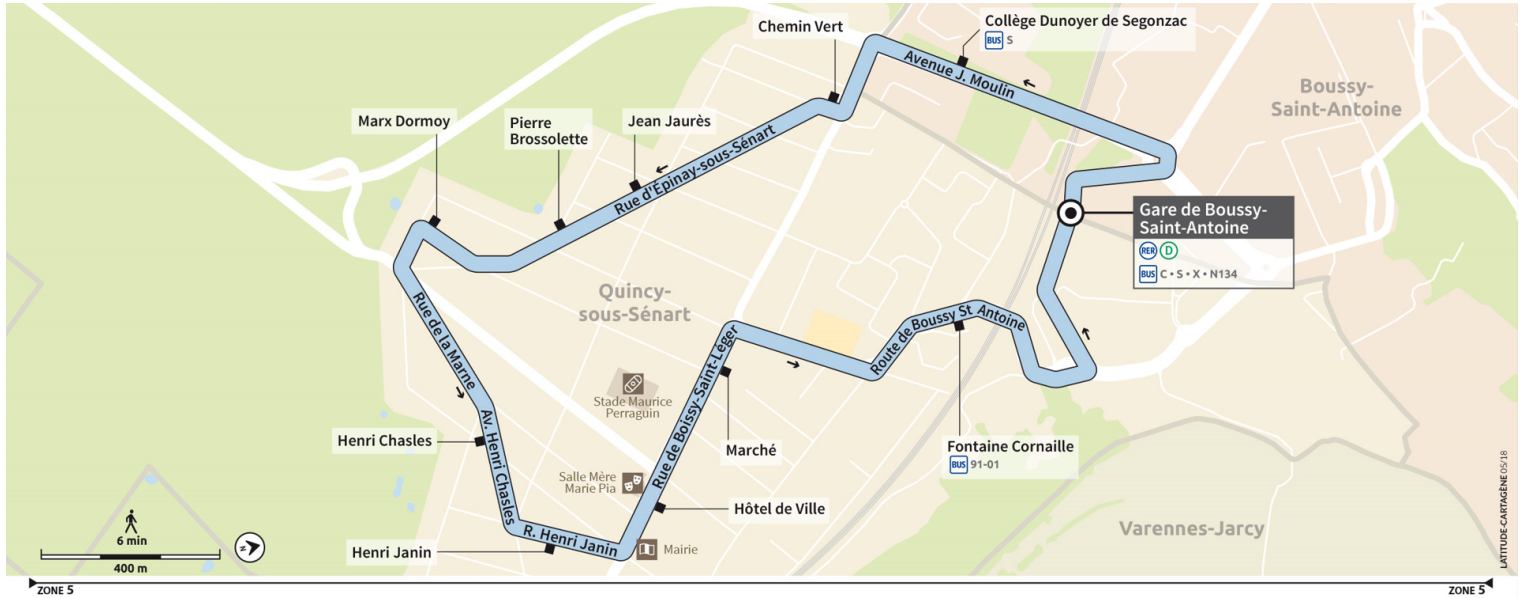 Chemin Vert
Collège Dunoyer de Segonzac
BUS S
Avenue J. Moulin
Boussy-
Saint-Antoine
Marx Dormoy
Pierre
Brossolette
Jean Jaurès
Rue d'Epinay-sous-Sénart
Gare de Boussy-
Saint-Antoine
RER D
BUS C • S • X • N134
Quincy-
sous-Sénart
Rue de la Marne
Route de Boussy St Antoine
Rue de Boissy-Saint-Léger
Stade Maurice
Perraguin
Henri Chasles
Av. Henri Chasles
Marché
Fontaine Cornaille
BUS 91-01
Salle Mère
Marie Pia
Hôtel de Ville
Varennes-Jarcy
R. Henri Janin
Henri Janin
Mairie
6 min
400 m
N
LATITUDE-CARTAGÈNE 05/18
ZONE 5
ZONE 5